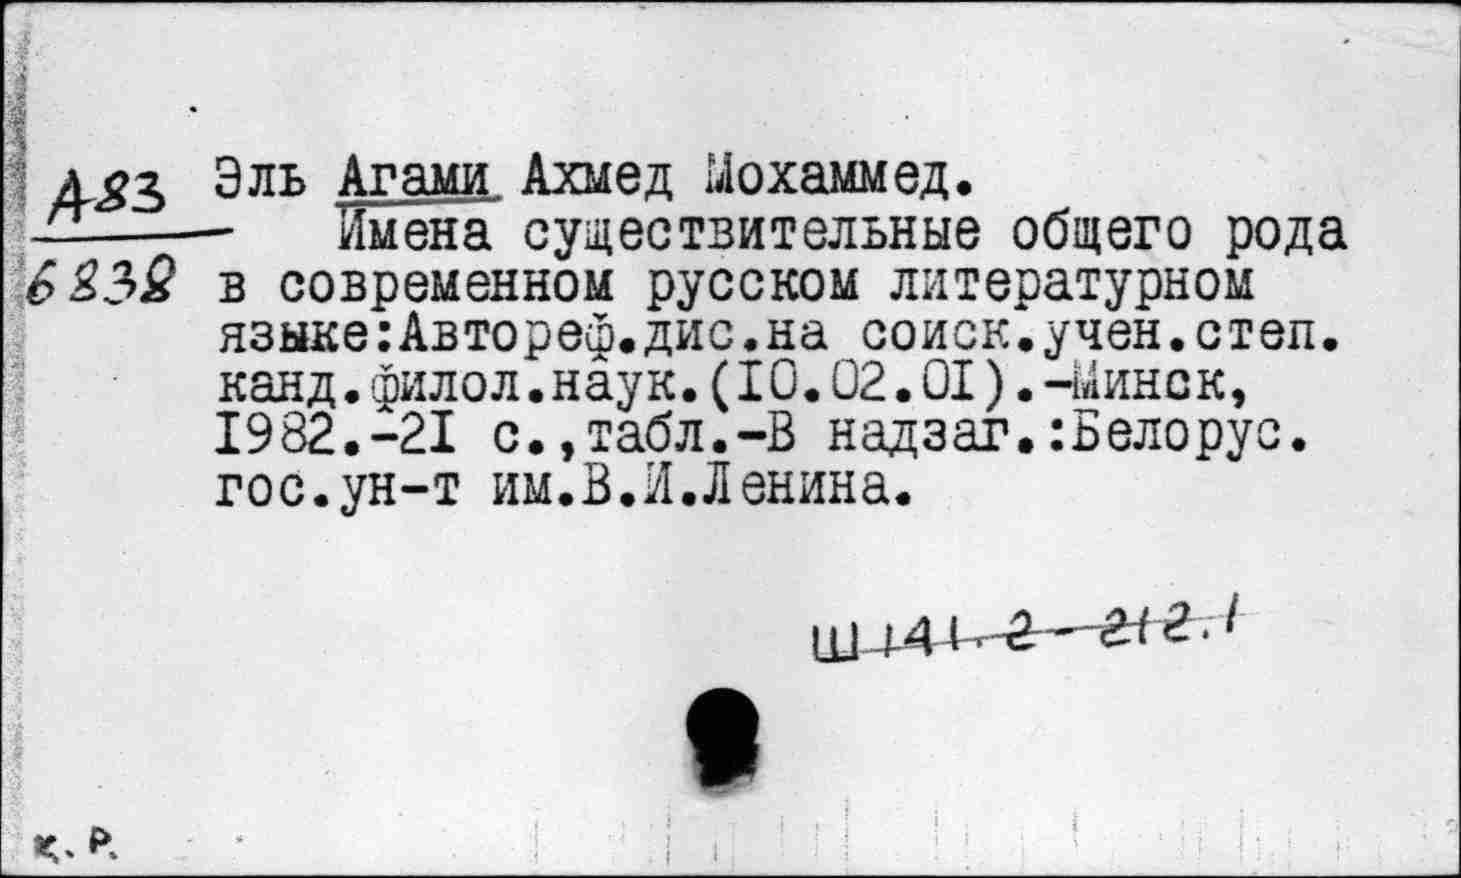 А83
6838
Эль Агами Ахмед Мохаммед.
Имена существительные общего рода
в современном русском литературном
языке:Автореф.дис.на соиск.учен.степ.
канд.филол.наук.(10.02.01).-Минск,
1982.-21 с.,табл.-В надзаг.:Белорус.
гос.ун-т им.В.И.Ленина.
Ш141.2-212.1
к.Р.